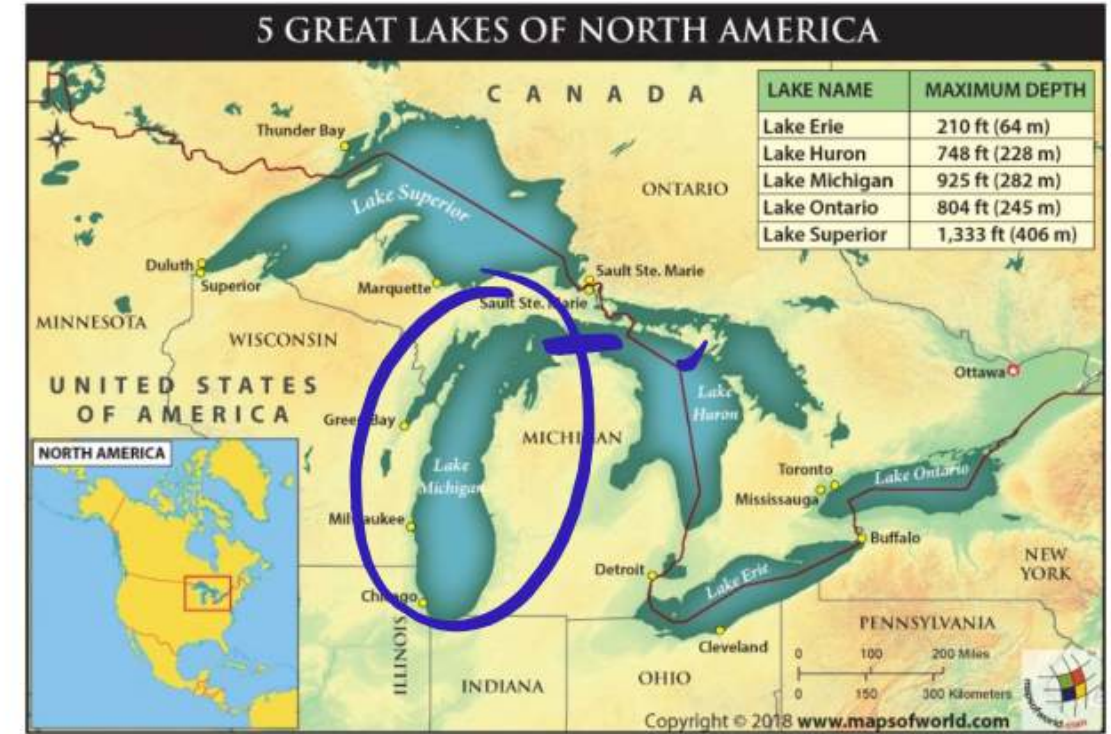 5 GREAT LAKES OF NORTH AMERICA
CANADA
LAKE NAME MAXIMUM DEPTH
Lake Erie 210 ft (64 m)
Lake Huron 748 ft (228 m)
Lake Michigan 925 ft (282 m)
Lake Ontario 804 ft (245 m)
Lake Superior 1,333 ft (406 m)
Thunder Bay
ONTARIO
Lake Superior
Duluth
Superior
Marquette
Sault Ste. Marie
Sault Ste. Marie
MINNESOTA
WISCONSIN
UNITED STATES
OF AMERICA
Ottawa
Lake
Huron
Green Bay
MICHIGAN
NORTH AMERICA
Lake
Michigan
Toronto
Mississauga
Lake Ontario
Milwaukee
Buffalo
Detroit
Lake Erie
NEW
YORK
Chicago
PENNSYLVANIA
Cleveland
ILLINOIS
INDIANA
OHIO
0 100 200 Miles
0 150 300 Kilometers
Copyright © 2018 www.mapsofworld.com
mapsofworld.com